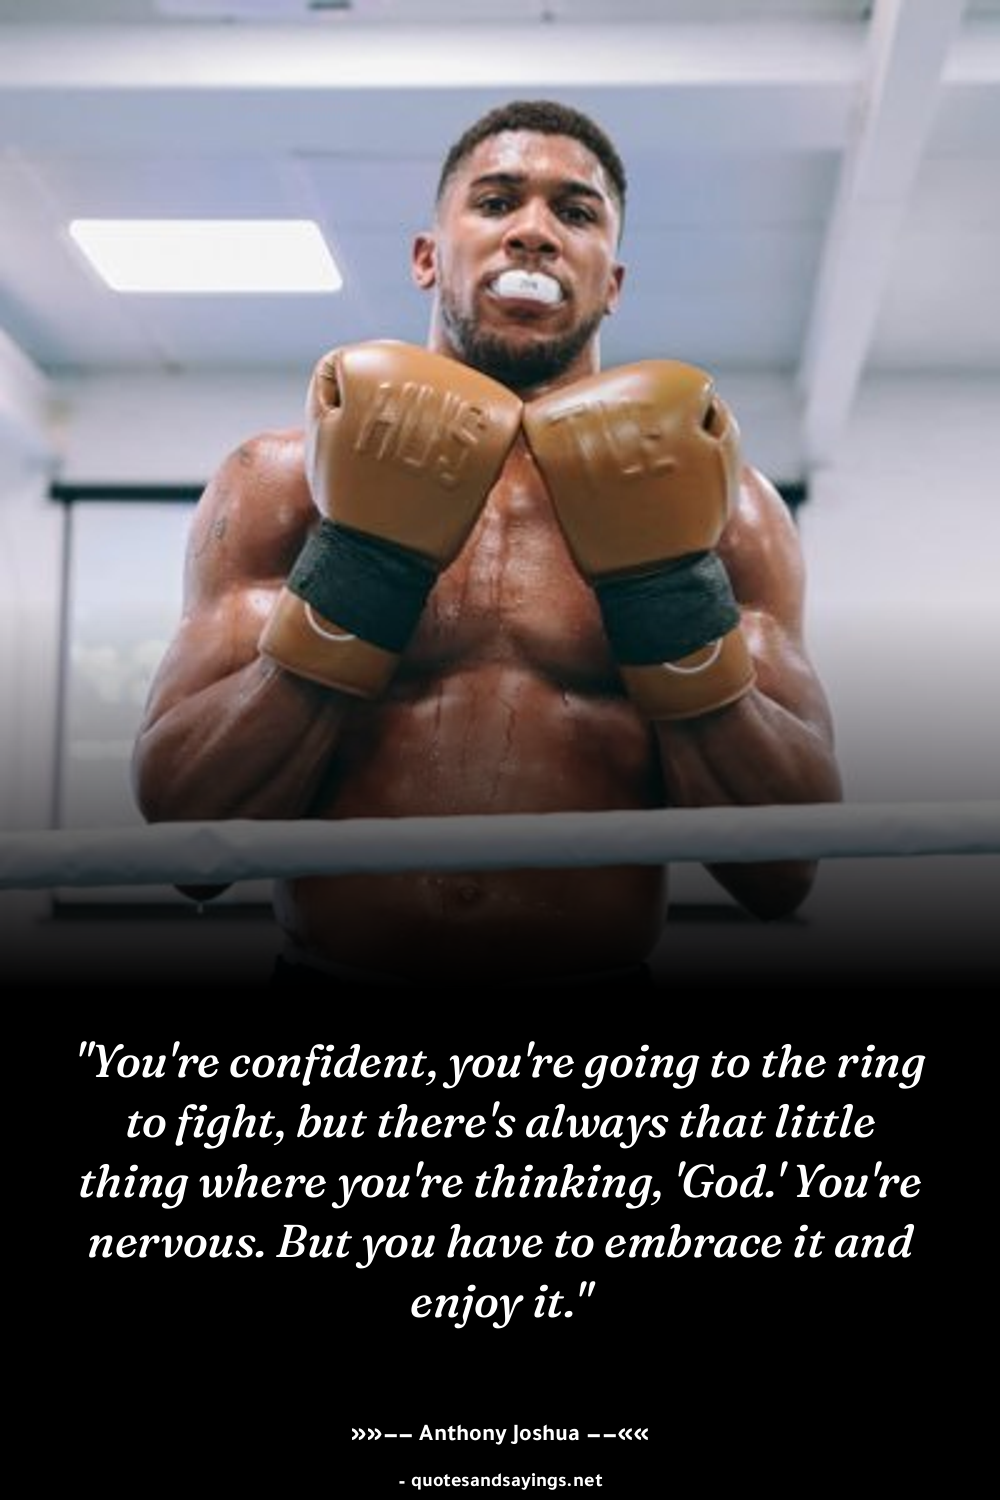 HUS
TLE
"You're confident, you're going to the ring
to fight, but there's always that little
thing where you're thinking, 'God.' You're
nervous. But you have to embrace it and
enjoy it."
»»–– Anthony Joshua ––««
- quotesandsayings.net